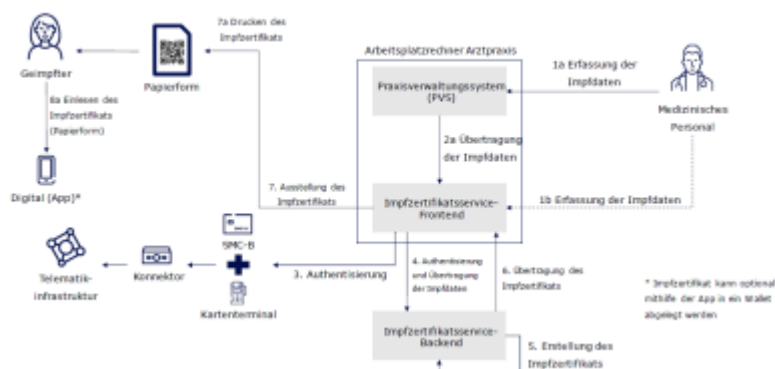 7a Drucken des
Impfzertifikats
Geimpfter
Papierform
8a Einlesen des
Impfzertifikats
(Papierform)
Digital (App)*
Arbeitsplatzrechner Arztpraxis
Praxisverwaltungssystem
(PVS)
1a Erfassung der
Impfdaten
Medizinisches
Personal
2a Übertragung
der Impfdaten
7. Ausstellung des
Impfzertifikats
Impfzertifikatsservice-
Frontend
1b Erfassung der Impfdaten
SMC-B
Telematik-
infrastruktur
Konnektor
Kartenterminal
3. Authentisierung
4. Authentisierung
und Übertragung
der Impfdaten
6. Übertragung des
Impfzertifikats
* Impfzertifikat kann optional
mithilfe der App in ein Wallet
abgelegt werden
Impfzertifikatsservice-
Backend
5. Erstellung des
Impfzertifikats